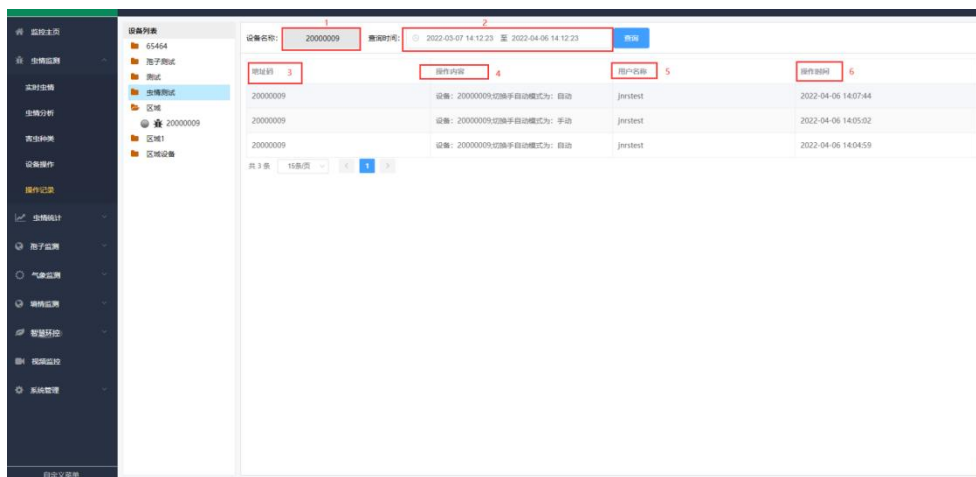 监控主页
虫情监测
实时虫情
虫情分析
害虫种类
设备操作
操作记录
虫情统计
孢子监测
气象监测
墒情监测
智慧环控
视频监控
系统管理
自定义菜单
设备列表
65464
孢子测试
测试
虫情测试
区域
20000009
区域1
区域设备
1 2
设备名称: 20000009 查询时间: 2022-03-07 14:12:23 至 2022-04-06 14:12:23 查询
地址码 3 操作内容 4 用户名称 5 操作时间 6
20000009 设备：20000009;切换手自动模式为：自动 jnrstest 2022-04-06 14:07:44
20000009 设备：20000009;切换手自动模式为：手动 jnrstest 2022-04-06 14:05:02
20000009 设备：20000009;切换手自动模式为：自动 jnrstest 2022-04-06 14:04:59
共 3 条 15条/页 < 1 >